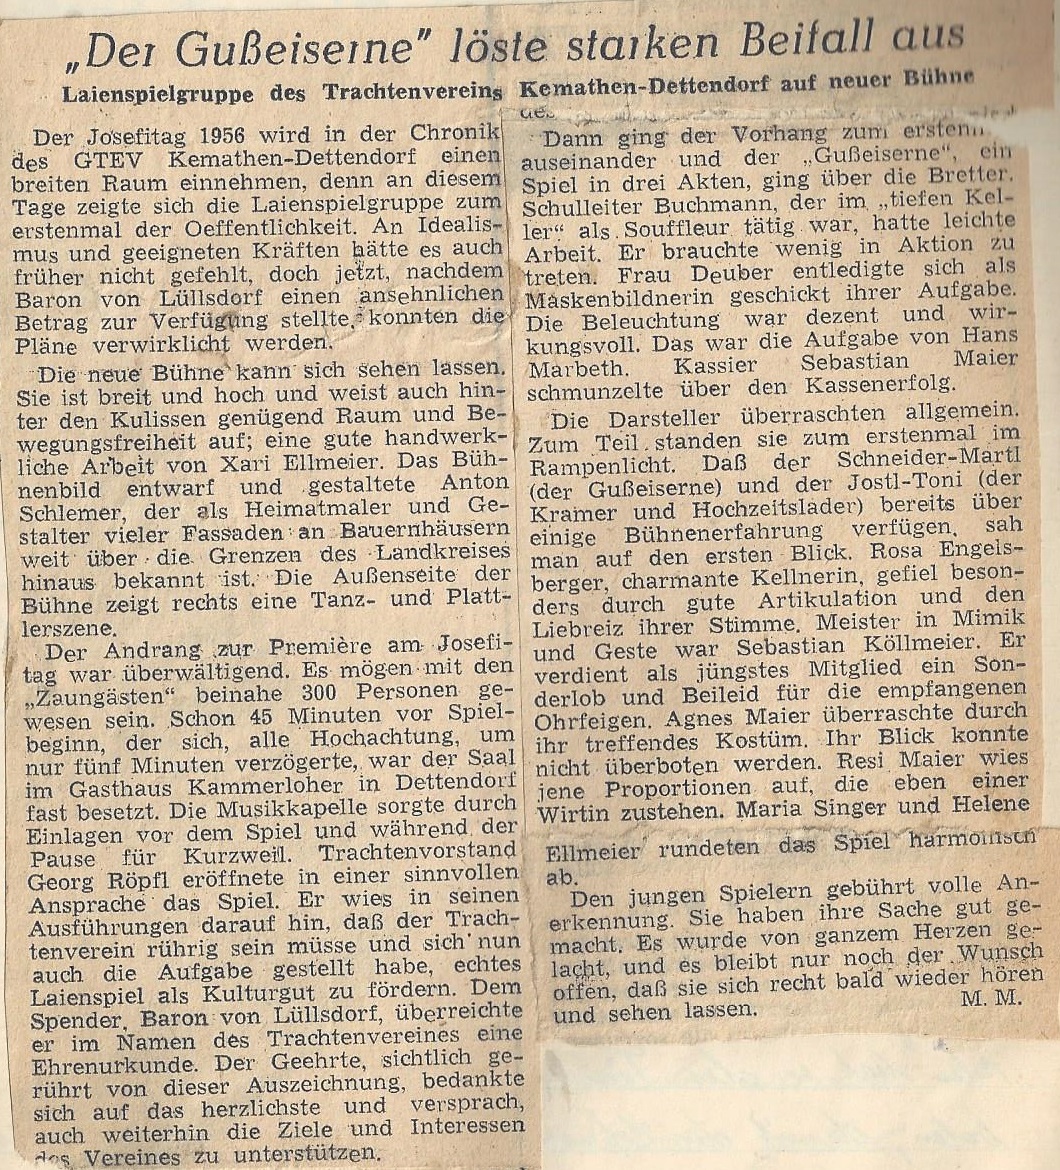 „Der Gußeiserne" löste starken Beifall aus
Laienspielgruppe des Trachtenvereins Kemathen-Dettendorf auf neuer Bühne
Der Josefitag 1956 wird in der Chronik
des GTEV Kemathen-Dettendorf einen
breiten Raum einnehmen, denn an diesem
Tage zeigte sich die Laienspielgruppe zum
erstenmal der Oeffentlichkeit. An Idealis-
mus und geeigneten Kräften hätte es auch
früher nicht gefehlt, doch jetzt, nachdem
Baron von Lüllsdorf einen ansehnlichen
Betrag zur Verfügung stellte, konnten die
Pläne verwirklicht werden.
Die neue Bühne kann sich sehen lassen.
Sie ist breit und hoch und weist auch hin-
ter den Kulissen genügend Raum und Be-
wegungsfreiheit auf; eine gute handwerk-
liche Arbeit von Xari Ellmeier. Das Büh-
nenbild entwarf und gestaltete Anton
Schlemer, der als Heimatmaler und Ge-
stalter vieler Fassaden an Bauernhäusern
weit über die Grenzen des Landkreises
hinaus bekannt ist. Die Außenseite der
Bühne zeigt rechts eine Tanz- und Platt-
lerszene.
Der Andrang zur Première am Josefi-
tag war überwältigend. Es mögen mit den
„Zaungästen“ beinahe 300 Personen ge-
wesen sein. Schon 45 Minuten vor Spiel-
beginn, der sich, alle Hochachtung, um
nur fünf Minuten verzögerte, war der Saal
im Gasthaus Kammerloher in Dettendorf
fast besetzt. Die Musikkapelle sorgte durch
Einlagen vor dem Spiel und während der
Pause für Kurzweil. Trachtenvorstand
Georg Röpfl eröffnete in einer sinnvollen
Ansprache das Spiel. Er wies in seinen
Ausführungen darauf hin, daß der Trach-
tenverein rührig sein müsse und sich nun
auch die Aufgabe gestellt habe, echtes
Laienspiel als Kulturgut zu fördern. Dem
Spender, Baron von Lüllsdorf, überreichte
er im Namen des Trachtenvereines eine
Ehrenurkunde. Der Geehrte, sichtlich ge-
rührt von dieser Auszeichnung, bedankte
sich auf das herzlichste und versprach,
auch weiterhin die Ziele und Interessen
des Vereines zu unterstützen.
Dann ging der Vorhang zum
auseinander und der „Gußeiserne“, ein
Spiel in drei Akten, ging über die Bretter.
Schulleiter Buchmann, der im „tiefen Kel-
ler“ als Souffleur tätig war, hatte leichte
Arbeit. Er brauchte wenig in Aktion zu
treten. Frau Deuber entledigte sich als
Maskenbildnerin geschickt ihrer Aufgabe.
Die Beleuchtung war dezent und wir-
kungsvoll. Das war die Aufgabe von Hans
Marbeth. Kassier Sebastian Maier
schmunzelte über den Kassenerfolg.
Die Darsteller überraschten allgemein.
Zum Teil standen sie zum erstenmal im
Rampenlicht. Daß der Schneider-Martl
(der Gußeiserne) und der Jostl-Toni (der
Kramer und Hochzeitslader) bereits über
einige Bühnenerfahrung verfügen, sah
man auf den ersten Blick. Rosa Engels-
berger, charmante Kellnerin, gefiel beson-
ders durch gute Artikulation und den
Liebreiz ihrer Stimme. Meister in Mimik
und Geste war Sebastian Köllmeier. Er
verdient als jüngstes Mitglied ein Son-
derlob und Beileid für die empfangenen
Ohrfeigen. Agnes Maier überraschte durch
ihr treffendes Kostüm. Ihr Blick konnte
nicht überboten werden. Resi Maier wies
jene Proportionen auf, die eben einer
Wirtin zustehen. Maria Singer und Helene
Ellmeier rundeten das Spiel harmonisch
ab.
Den jungen Spielern gebührt volle An-
erkennung. Sie haben ihre Sache gut ge-
macht. Es wurde von ganzem Herzen ge-
lacht, und es bleibt nur noch der Wunsch
offen, daß sie sich recht bald wieder hören
und sehen lassen. M. M.